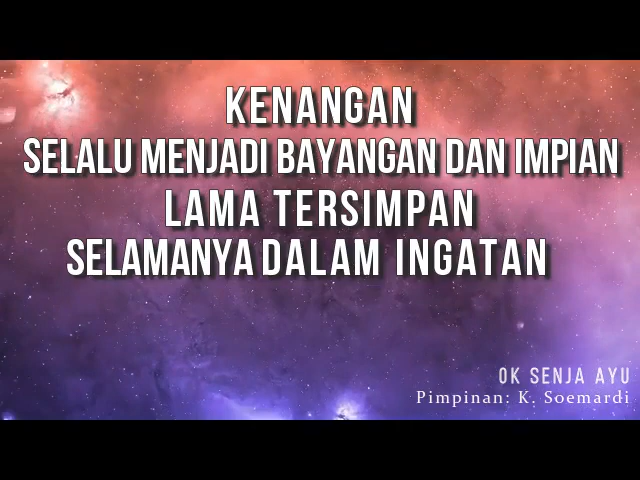 KENANGAN
SELALU MENJADI BAYANGAN DAN IMPIAN
LAMA TERSIMPAN
SELAMANYA DALAM INGATAN
OK SENJA AYU
Pimpinan: K. Soemardi